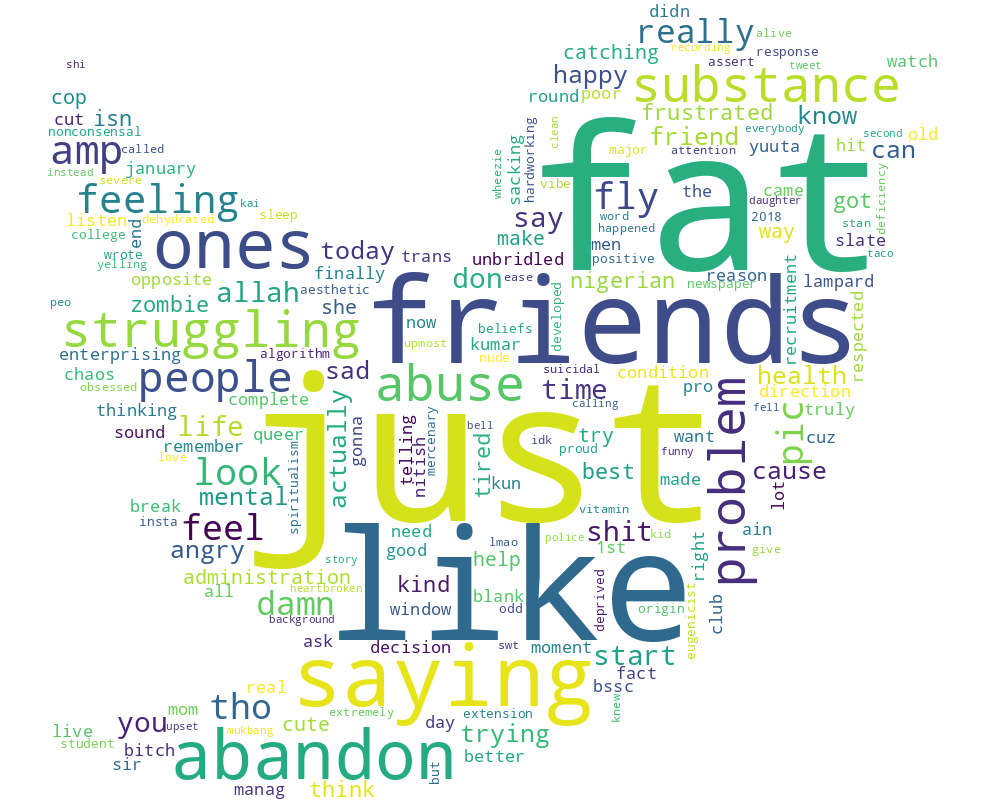 didn
really alive
recording
catching response
assert
tweet watch
shi
happy
substance
cop
round poor
cut isn
frustrated know
nonconsensal
friend everybody second old
clean
amp called
hardworking
yuuta hit can
major attention
january
instead
severe
wheezie
sacking
fat
vibe
fly the came got
deficiency
feeling kai
daughter
listen dehydrated sleep
say word 2018 stan
college
happened way
wrote end
make men slate
yelling
ones today trans unbridled positive taco
finally
opposite don ease nigerian reason
newspaper lampard
allah aesthetic she
zombie
friends
recruitment
respected
peo
struggling now beliefs
developed
upmost kumar
enterprising algorithm
nude suicidal
chaos people sad abuse time condition pro health
obsessed
complete calling direction
thinking
just
fell
problem
pic truly
sound life queer actually gonna telling nitish mercenary bell
idk try want cuz
remember
proud funny
love
spiritualism
tired
look
kun best made cause
mental
lot
break vitamin
insta
feel need shit
police kid
ain
angry good lmao 1st
right give
story
like
help
administration kind
all heartbroken
blank deprived
damn window odd origin
eugenicist
club
background
ask decision swt moment start
saying
fact
real bssc
knew
mom tho extremely
you upset mukbang cute day extension
live
trying
student
bitch better
sir abandon but
manag think